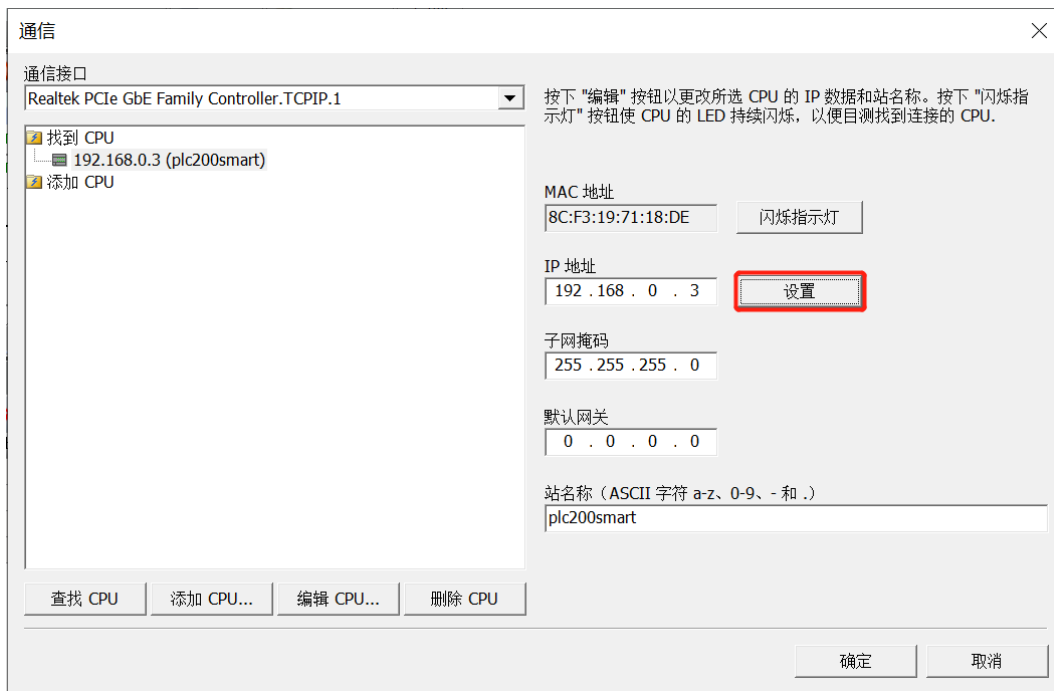 通信
通信接口
Realtek PCIe GbE Family Controller.TCPIP.1
找到 CPU
192.168.0.3 (plc200smart)
添加 CPU
按下 "编辑" 按钮以更改所选 CPU 的 IP 数据和站名称。按下 "闪烁指
示灯" 按钮使 CPU 的 LED 持续闪烁，以便目测找到连接的 CPU.
MAC 地址
8C:F3:19:71:18:DE
闪烁指示灯
IP 地址
192 . 168 . 0 . 3
设置
子网掩码
255 . 255 . 255 . 0
默认网关
0 . 0 . 0 . 0
站名称（ASCII 字符 a-z、0-9、- 和 .）
plc200smart
查找 CPU
添加 CPU...
编辑 CPU...
删除 CPU
确定
取消